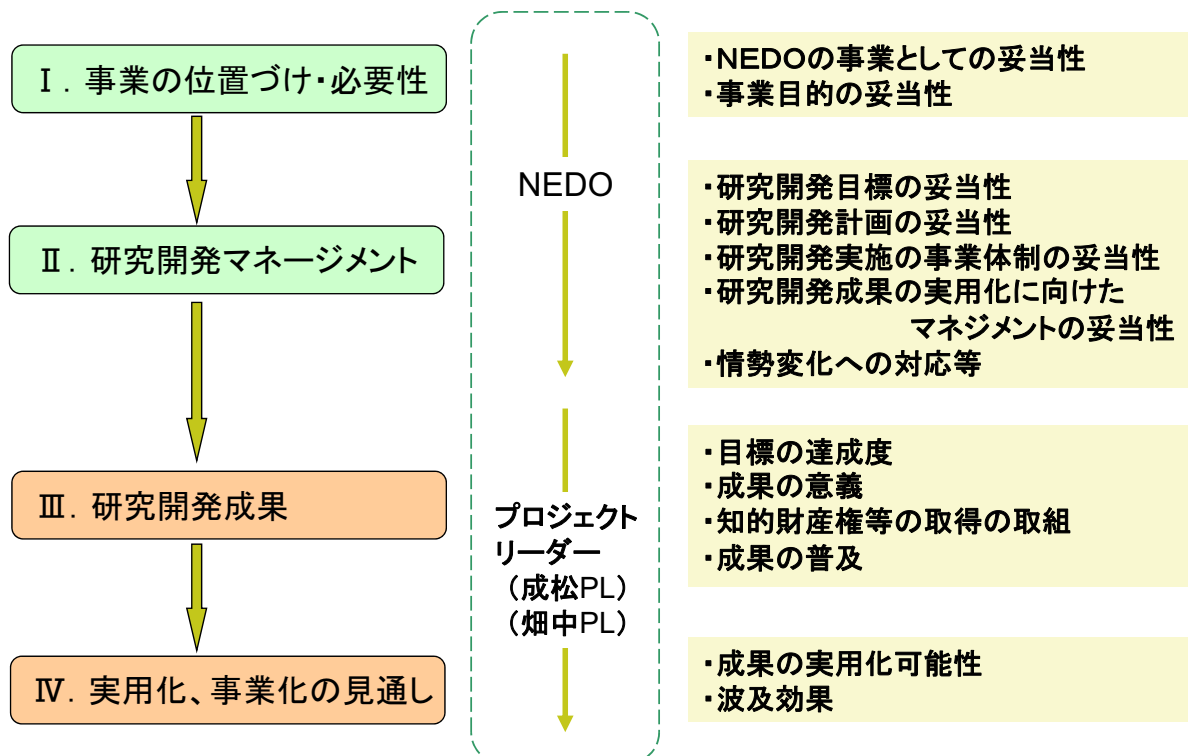 Ⅰ．事業の位置づけ・必要性
Ⅱ．研究開発マネージメント
Ⅲ．研究開発成果
Ⅳ．実用化、事業化の見通し
NEDO
プロジェクト
リーダー
（成松PL）
（畑中PL）
・NEDOの事業としての妥当性
・事業目的の妥当性
・研究開発目標の妥当性
・研究開発計画の妥当性
・研究開発実施の事業体制の妥当性
・研究開発成果の実用化に向けた
マネジメントの妥当性
・情勢変化への対応等
・目標の達成度
・成果の意義
・知的財産権等の取得の取組
・成果の普及
・成果の実用化可能性
・波及効果